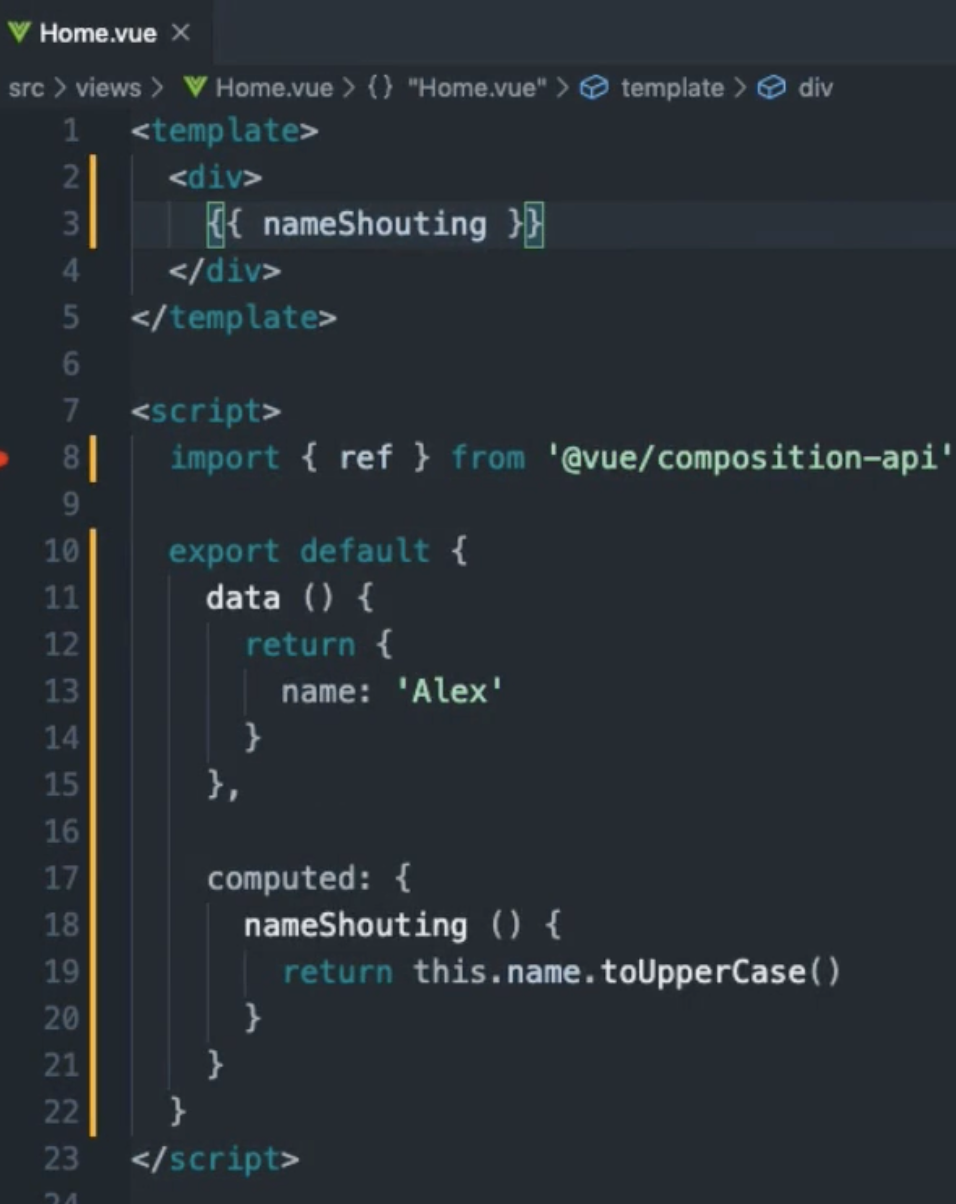 Home.vue ×
src > views > Home.vue > {} "Home.vue" > template > div
1 <template>
2 <div>
3 {{ nameShouting }}
4 </div>
5 </template>
6
7 <script>
8 import { ref } from '@vue/composition-api'
9
10 export default {
11 data () {
12 return {
13 name: 'Alex'
14 }
15 },
16
17 computed: {
18 nameShouting () {
19 return this.name.toUpperCase()
20 }
21 }
22 }
23 </script>
24